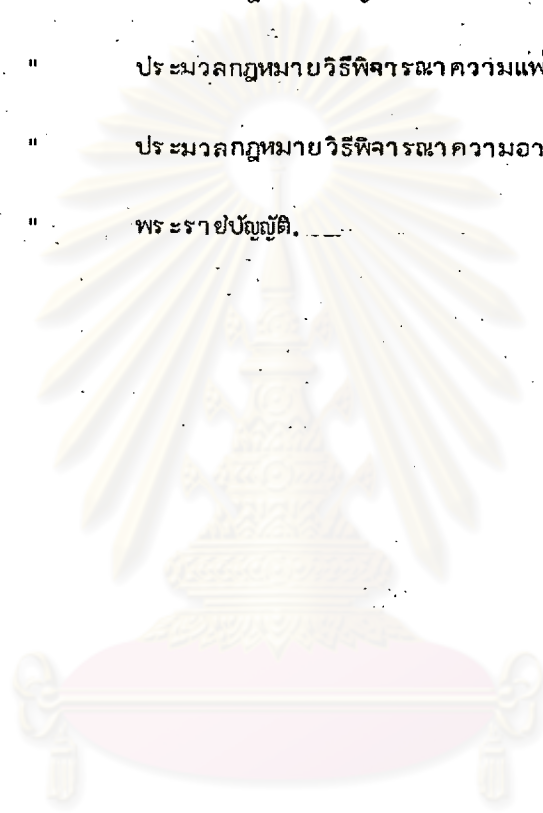 " ประมวลกฎหมายวิธีพิจารณาความแพ่
" ประมวลกฎหมายวิธีพิจารณาความอา
" พระราชบัญญัติ.